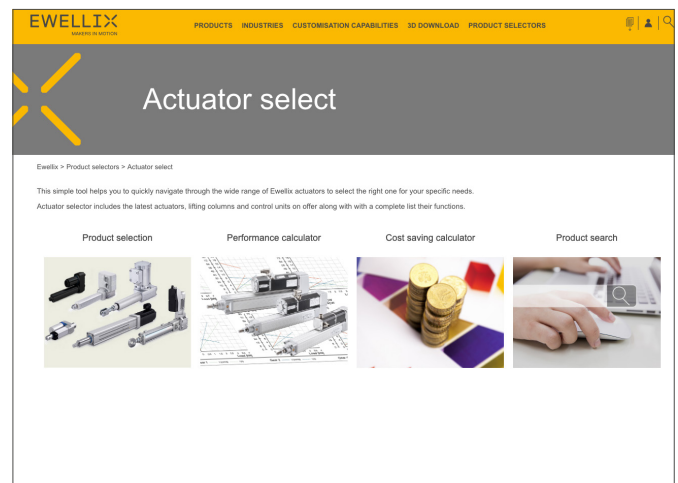 EWELLIX
MAKERS IN MOTION
PRODUCTS INDUSTRIES CUSTOMISATION CAPABILITIES 3D DOWNLOAD PRODUCT SELECTORS
Actuator select
Ewellix > Product selectors > Actuator select
This simple tool helps you to quickly navigate through the wide range of Ewellix actuators to select the right one for your specific needs.
Actuator selector includes the latest actuators, lifting columns and control units on offer along with with a complete list their functions.
Product selection Performance calculator Cost saving calculator Product search